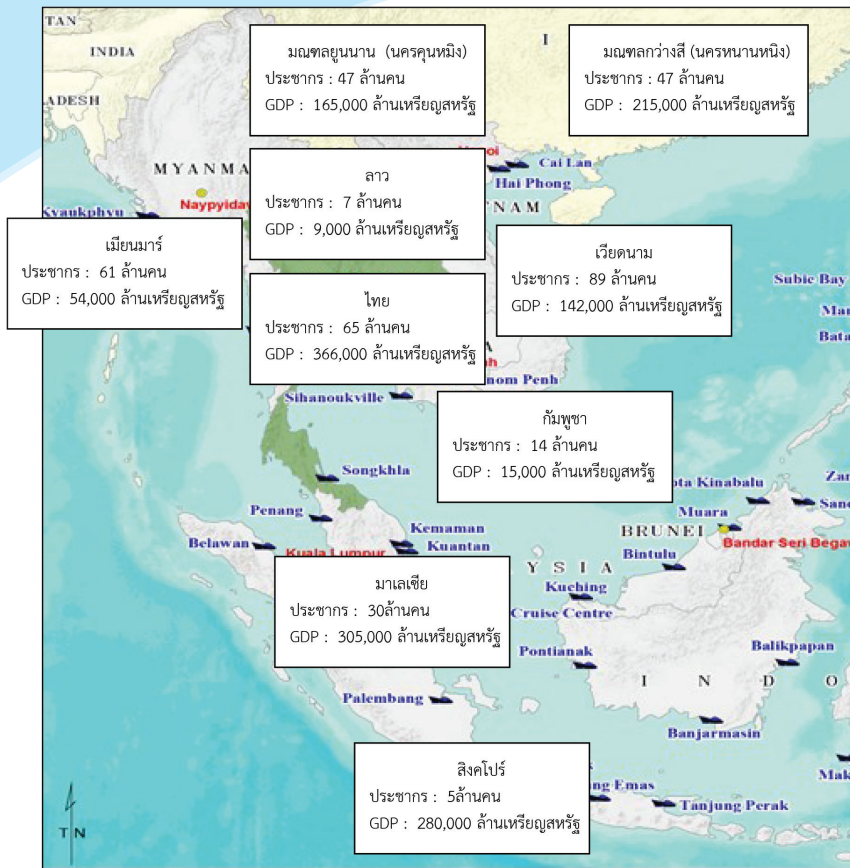 TAN
INDIA
I
มณฑลยูนนาน (นครคุนหมิง)
ประชากร : 47 ล้านคน
GDP : 165,000 ล้านเหรียญสหรัฐ
มณฑลกว่างสี (นครหนานหนิง)
ประชากร : 47 ล้านคน
GDP : 215,000 ล้านเหรียญสหรัฐ
LADESH
Cai Lan
Hai Phong
MYANMA
ลาว
ประชากร : 7 ล้านคน
GDP : 9,000 ล้านเหรียญสหรัฐ
Naypyidaw
TNAM
Kyaukphyu
เมียนมาร์
ประชากร : 61 ล้านคน
GDP : 54,000 ล้านเหรียญสหรัฐ
เวียดนาม
ประชากร : 89 ล้านคน
GDP : 142,000 ล้านเหรียญสหรัฐ
Subic Bay
ไทย
ประชากร : 65 ล้านคน
GDP : 366,000 ล้านเหรียญสหรัฐ
Mar
Bata
A
nom Penh
Sihanoukville
กัมพูชา
ประชากร : 14 ล้านคน
GDP : 15,000 ล้านเหรียญสหรัฐ
Songkhla
ota Kinabalu
Zam
Sand
Penang
Muara
Kemaman
BRUNEI
Belawan
Kuala Lumpur
Kuantan
Bandar Seri Begaw
YSIA
Bintulu
มาเลเซีย
ประชากร : 30ล้านคน
GDP : 305,000 ล้านเหรียญสหรัฐ
Kuching
Cruise Centre
Pontianak
Balikpapan
I N D O
Palembang
Banjarmasin
สิงคโปร์
ประชากร : 5ล้านคน
GDP : 280,000 ล้านเหรียญสหรัฐ
Mak
ng Emas
Tanjung Perak
T N